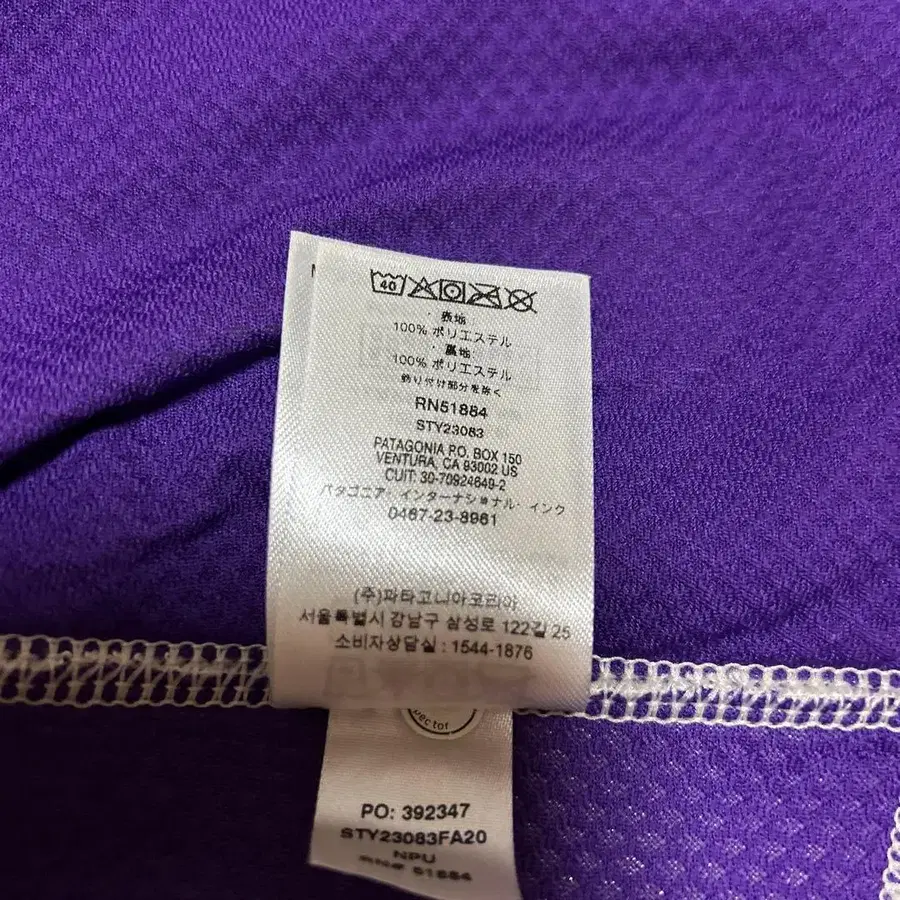 40
・表地:
100% ポリエステル
・裏地:
100% ポリエステル
飾り付け部分を除く
RN51884
STY23083
PATAGONIA P.O. BOX 150
VENTURA, CA 93002 US
CUIT: 30-70924649-2
パタゴニア・インターナショナル・インク
0467-23-8961
(주)파타고니아코리아
서울특별시 강남구 삼성로 122길 25
소비자상담실 : 1544-1876
PO: 392347
STY23083FA20
NPU
RN# 51884